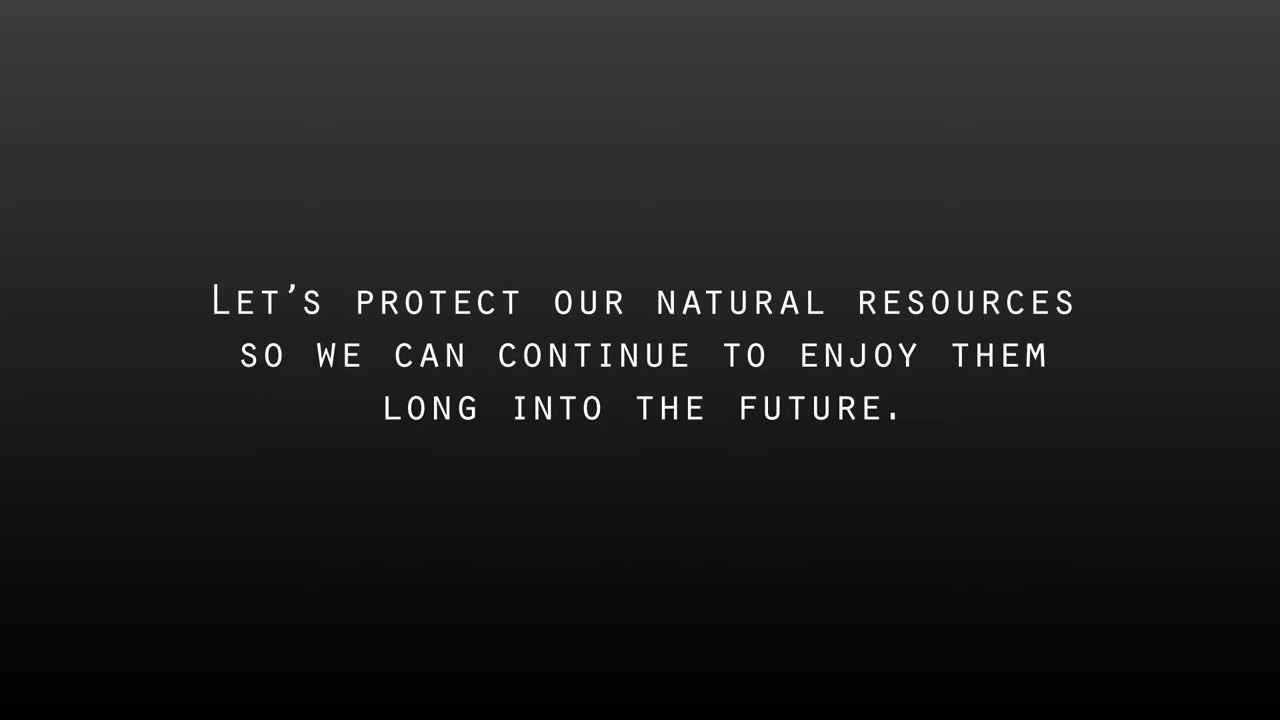 Let's protect our natural resources
so we can continue to enjoy them
long into the future.